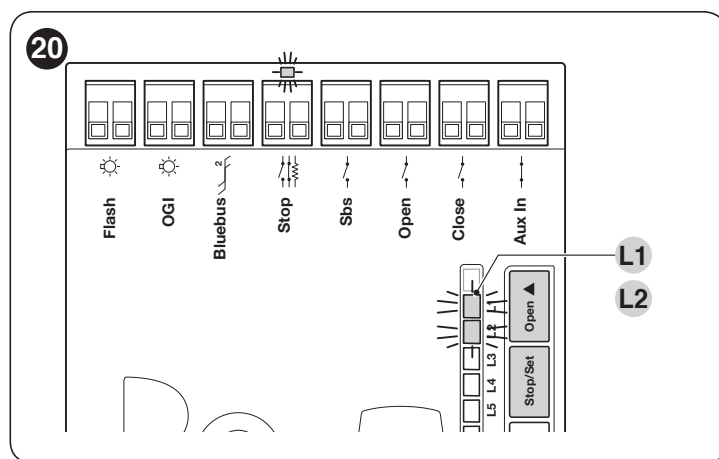 20
2
Flash
OGI
Bluebus
Stop
Sbs
Open
Close
Aux In
L1
L2
L3
L4
L5
Open ▲
Stop/Set
L1
L2